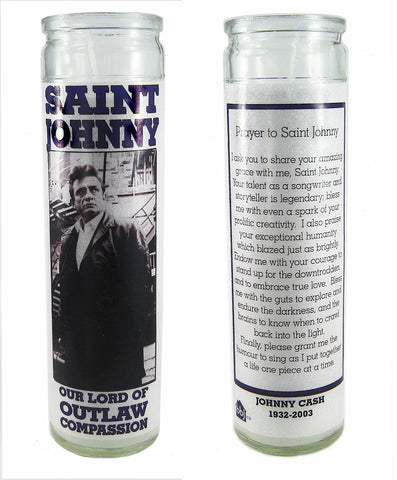 SAINT
JOHNNY
OUR LORD OF
OUTLAW
COMPASSION
Prayer to Saint Johnny
I ask you to share your amazing
grace with me, Saint Johnny.
Your talent as a songwriter and
storyteller is legendary; bless
me with even a spark of your
prolific creativity. I also praise
your exceptional humanity
which blazed just as brightly.
Endow me with your courage to
stand up for the downtrodden,
and to embrace true love. Bless
me with the guts to explore and
endure the darkness, and the
brains to know when to crawl
back into the light.
Finally, please grant me the
humour to sing as I put together
a life one piece at a time.
JOHNNY CASH
1932-2003